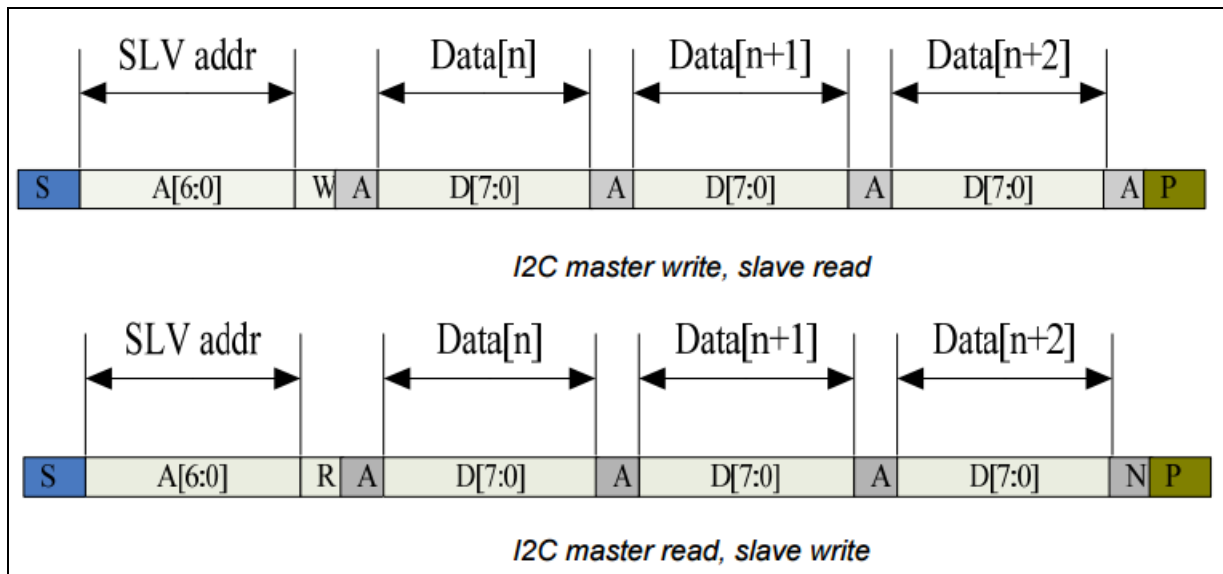 SLV addr Data[n] Data[n+1] Data[n+2]
S A[6:0] W A D[7:0] A D[7:0] A D[7:0] A P
I2C master write, slave read
SLV addr Data[n] Data[n+1] Data[n+2]
S A[6:0] R A D[7:0] A D[7:0] A D[7:0] N P
I2C master read, slave write